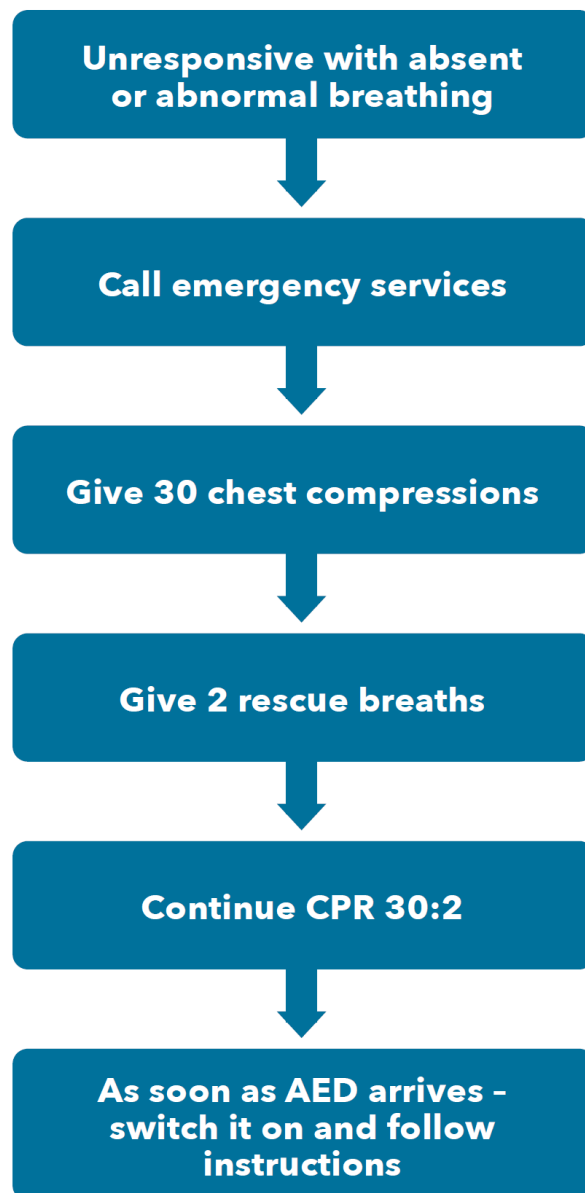 Unresponsive with absent
or abnormal breathing
Call emergency services
Give 30 chest compressions
Give 2 rescue breaths
Continue CPR 30:2
As soon as AED arrives –
switch it on and follow
instructions